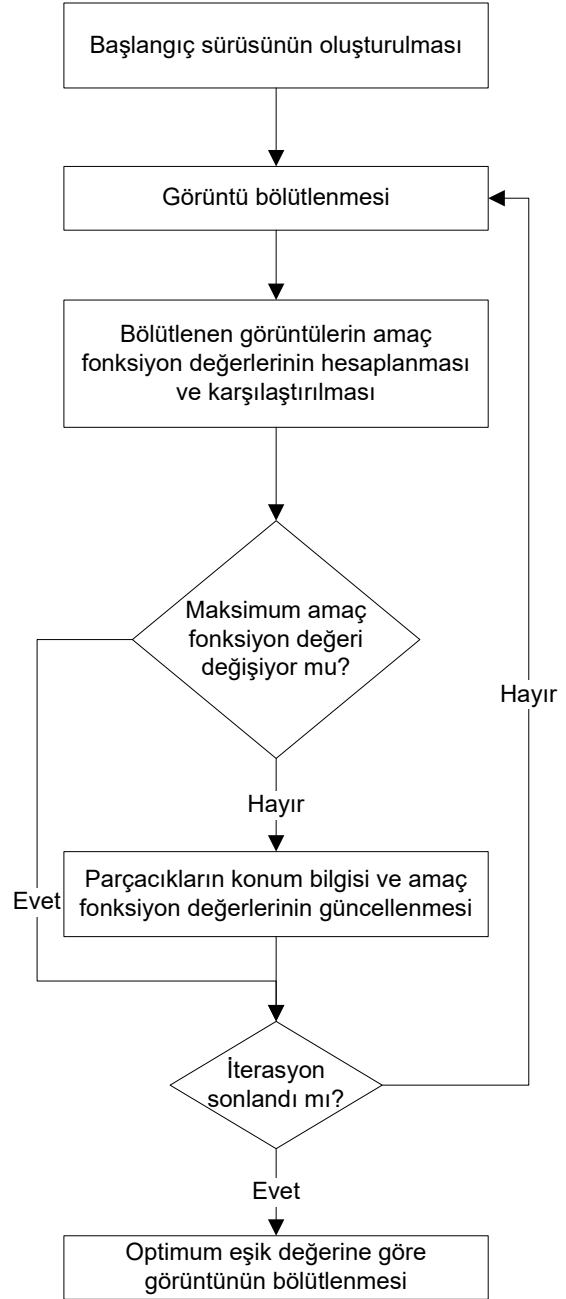 Başlangıç sürüsünün oluşturulması
Görüntü bölütlenmesi
Bölütlenen görüntülerin amaç
fonksiyon değerlerinin hesaplanması
ve karşılaştırılması
Maksimum amaç
fonksiyon değeri
değişiyor mu?
Hayır
Hayır
Parçacıkların konum bilgisi ve amaç
fonksiyon değerlerinin güncellenmesi
Evet
İterasyon
sonlandı mı?
Evet
Optimum eşik değerine göre
görüntünün bölütlenmesi